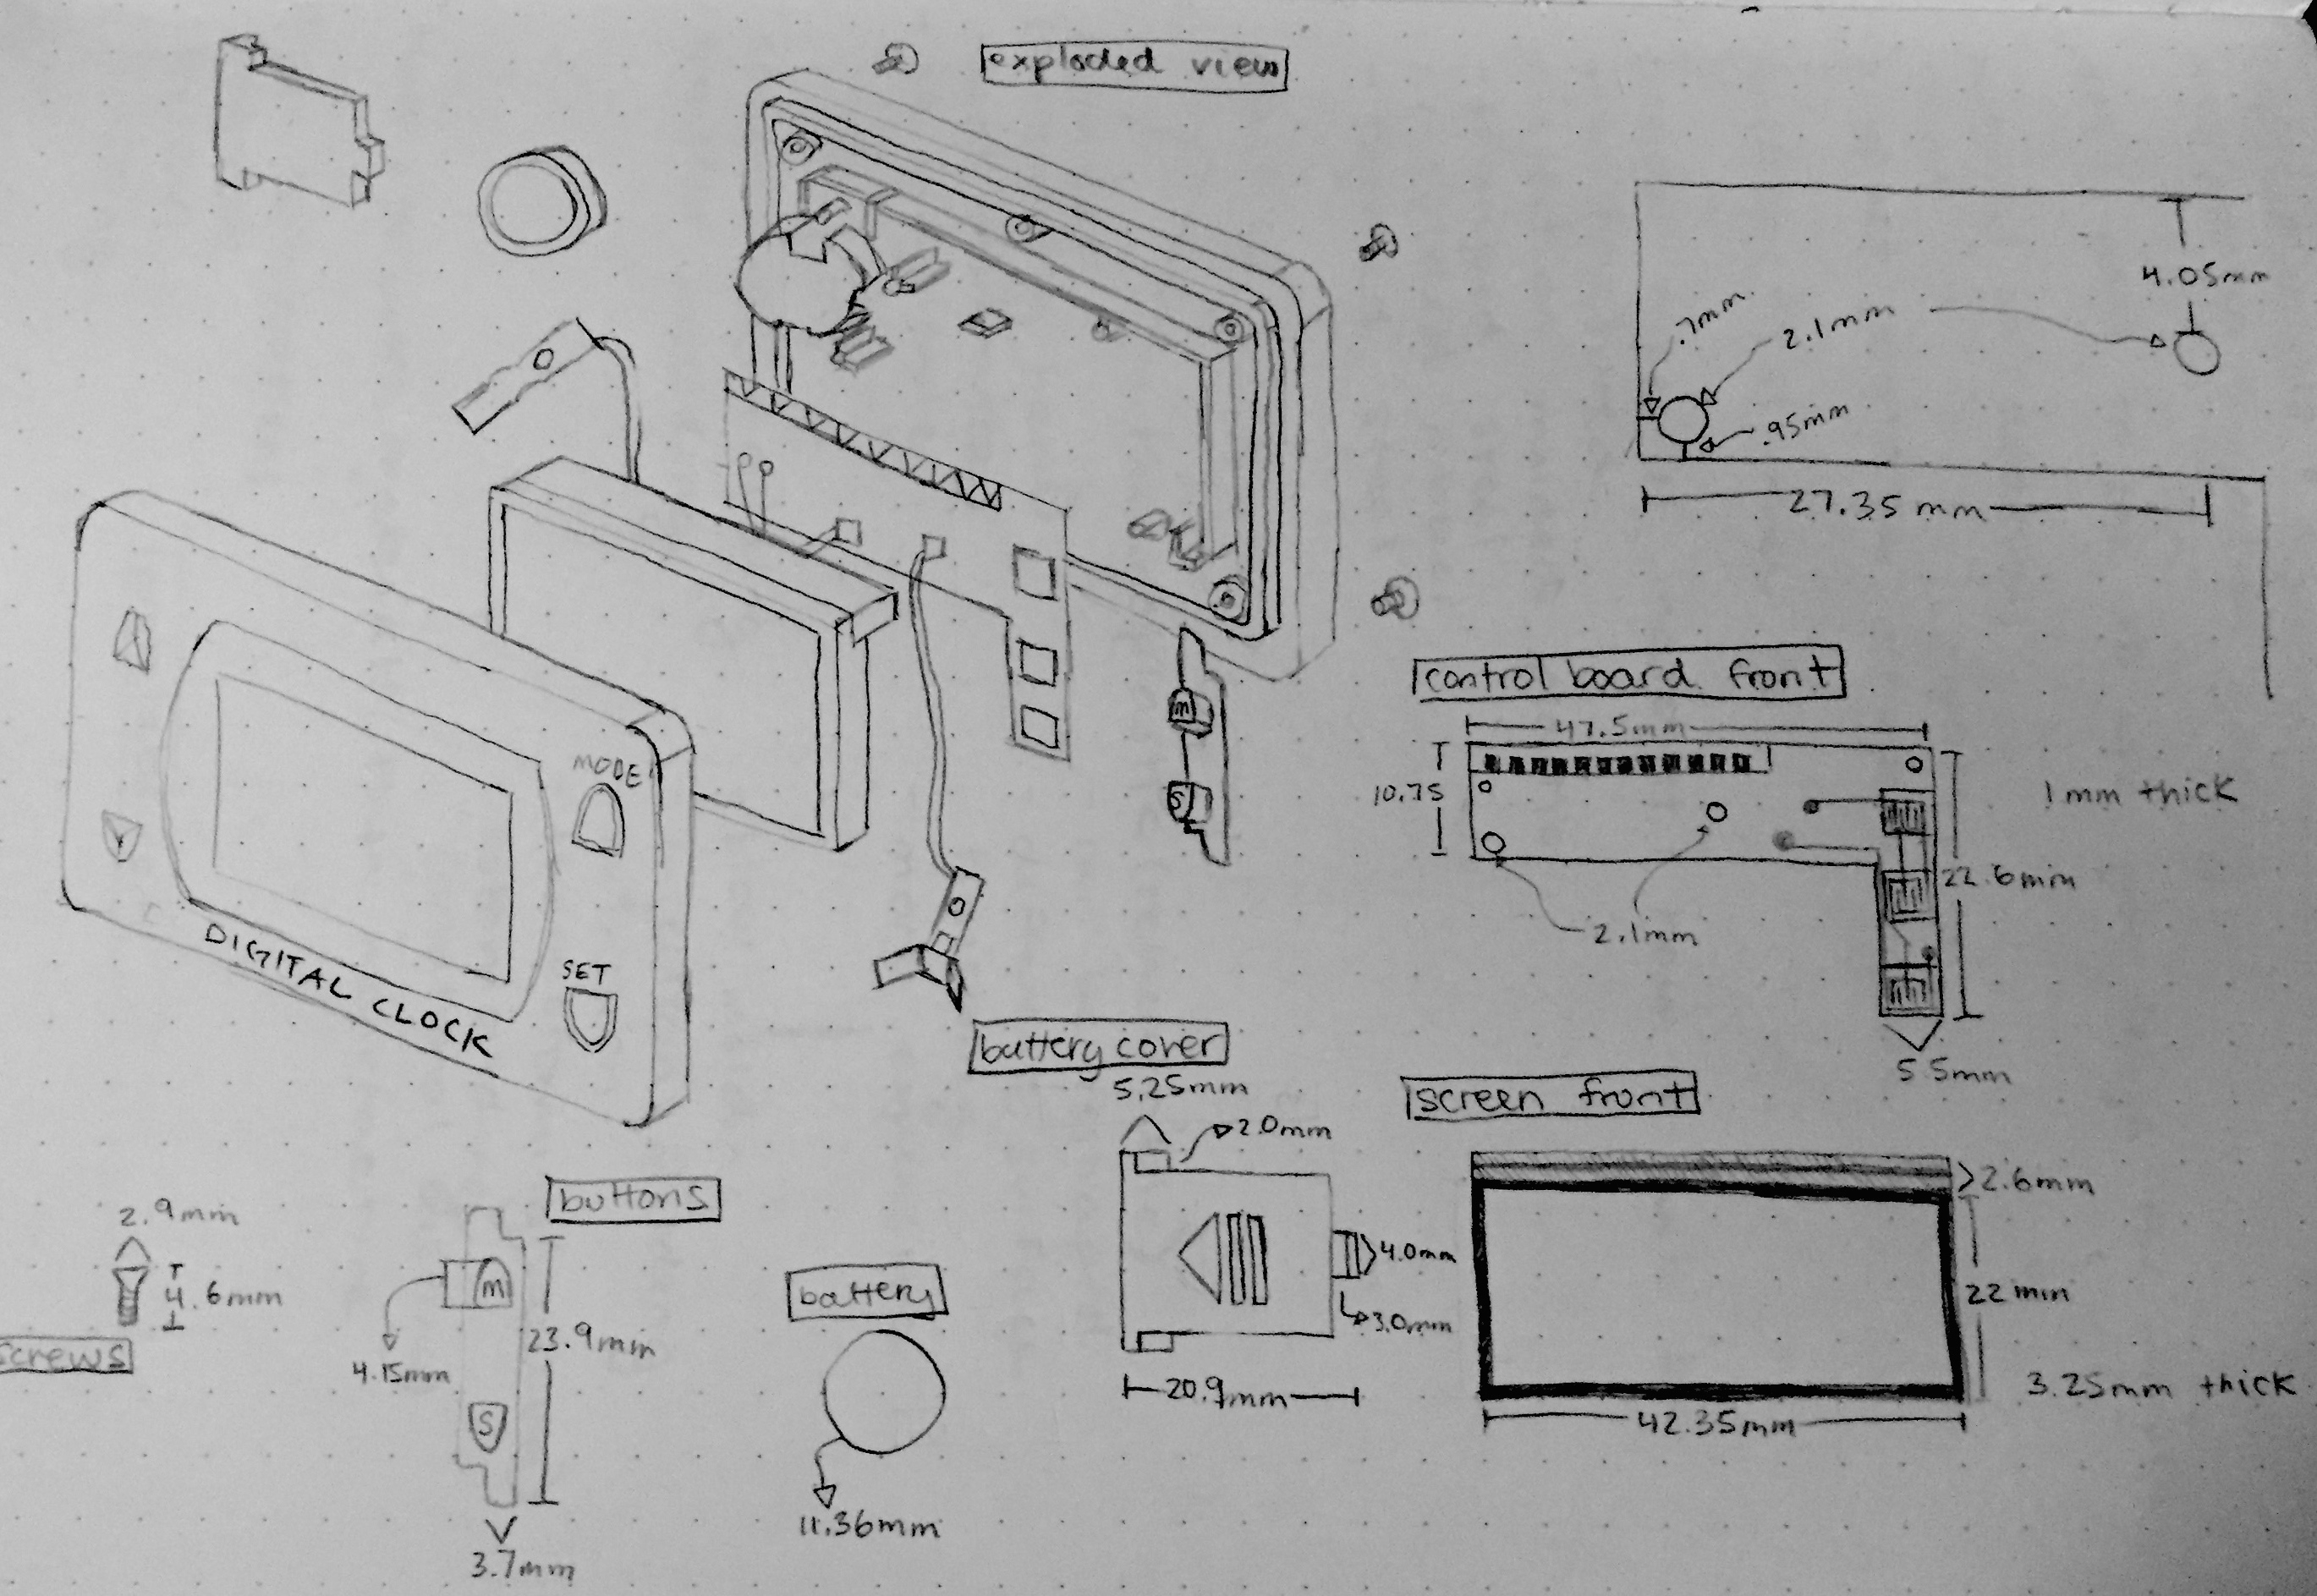 exploded view
4.05mm
.7mm
2.1mm
.95mm
27.35 mm
control board front
47.5mm
10.75
1mm thick
22.6mm
2.1mm
5.5mm
MODE
M
S
SET
DIGITAL CLOCK
battery cover
5.25mm
2.0mm
4.0mm
3.0mm
20.9mm
screen front
2.6mm
22mm
3.25mm thick
42.35mm
buttons
M
23.9mm
4.15mm
S
3.7mm
2.9mm
4.6mm
screws
battery
11.36mm